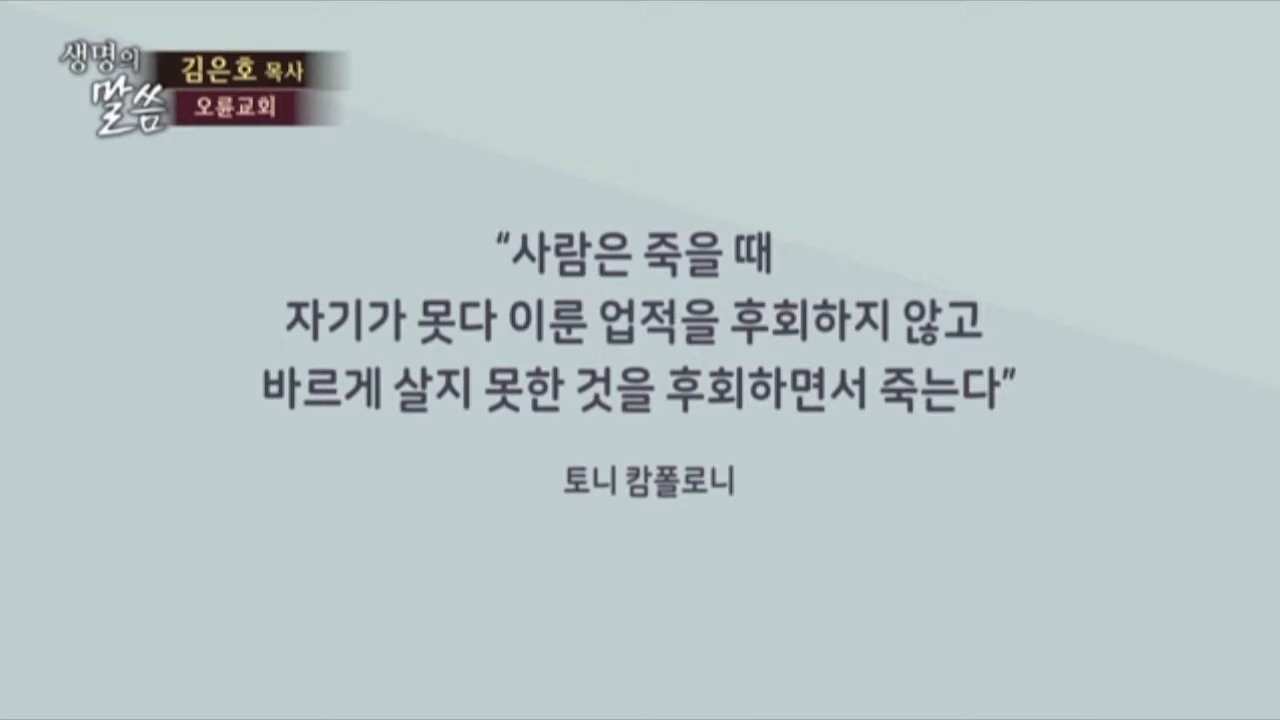 생명의
말씀
김은호 목사
오륜교회
“사람은 죽을 때
자기가 못다 이룬 업적을 후회하지 않고
바르게 살지 못한 것을 후회하면서 죽는다”
토니 캄폴로니